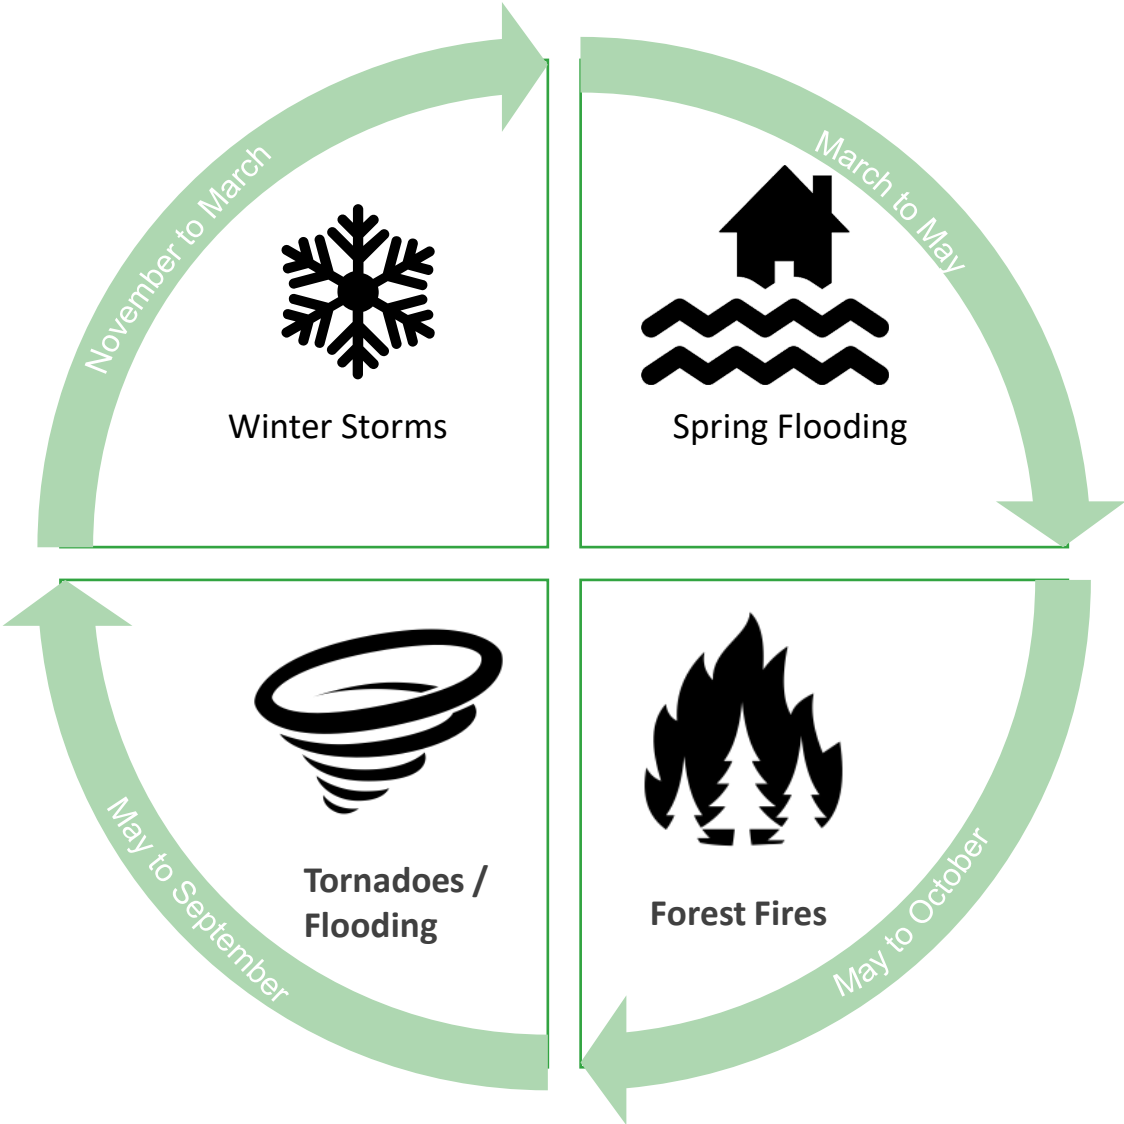 November to March
Winter Storms
March to May
Spring Flooding
May to September
Tornadoes /
Flooding
May to October
Forest Fires